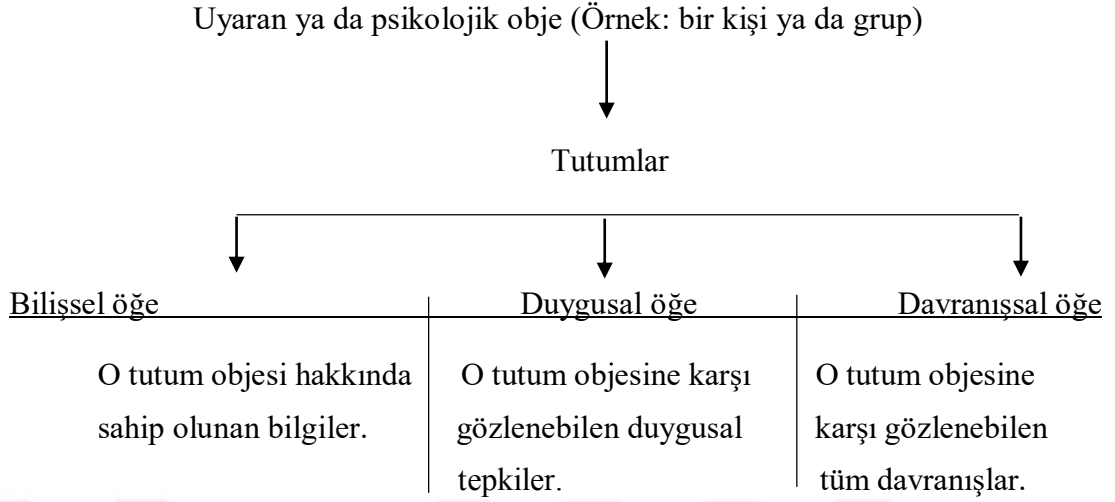 Uyaran ya da psikolojik obje (Örnek: bir kişi ya da grup)
Tutumlar
Bilişsel öğe
Duygusal öğe
Davranışsal öğe
O tutum objesi hakkında
sahip olunan bilgiler.
O tutum objesine karşı
gözlenebilen duygusal
tepkiler.
O tutum objesine
karşı gözlenebilen
tüm davranışlar.